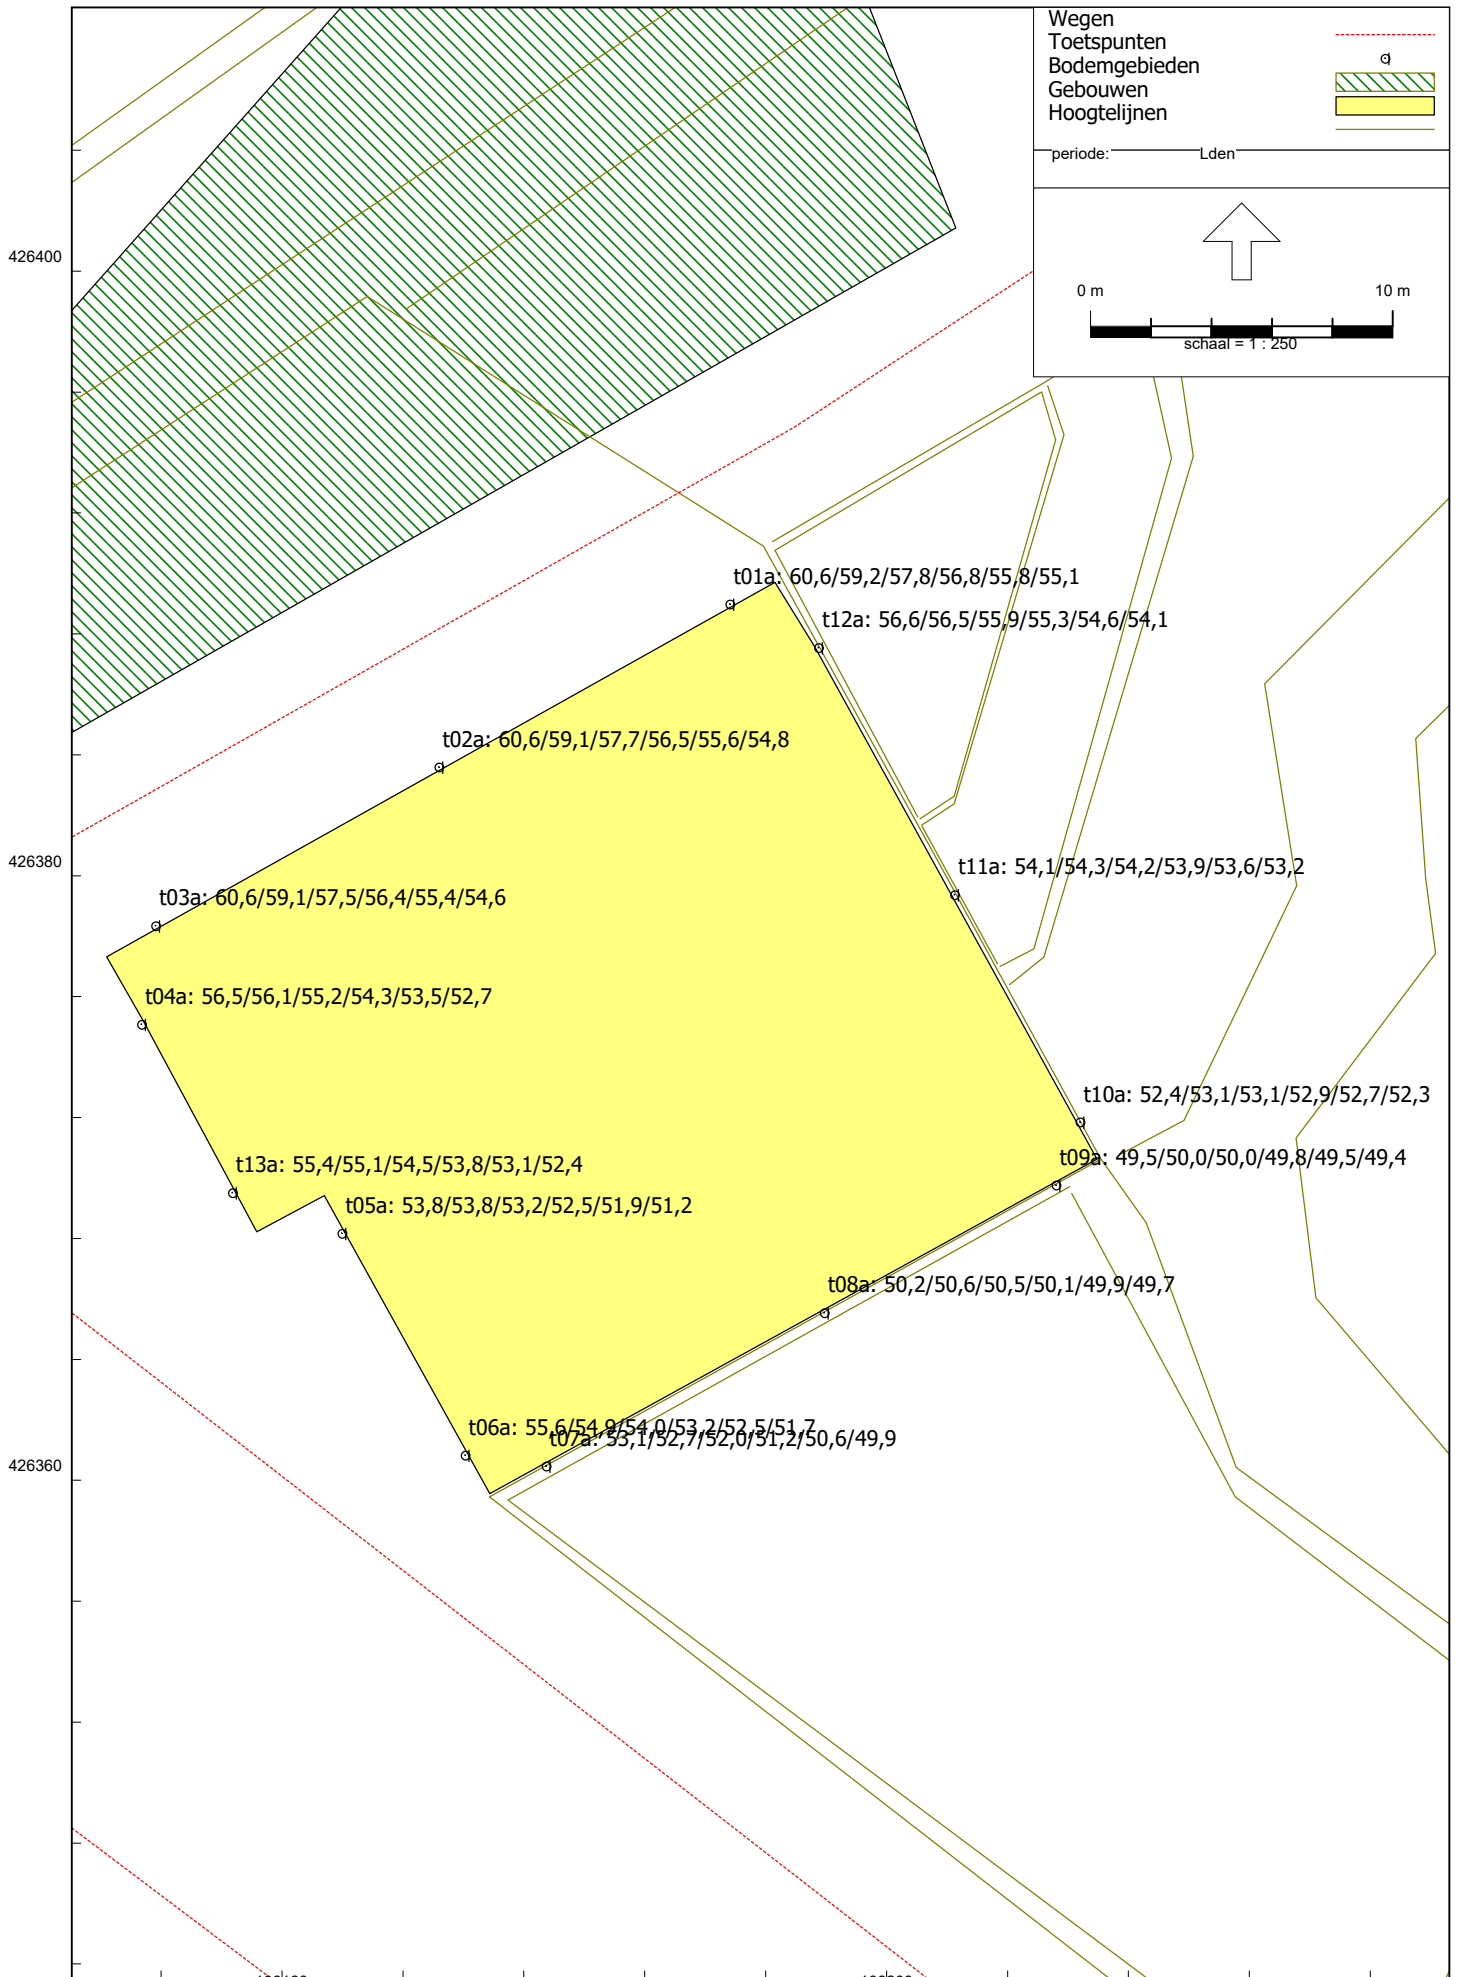 Wegen
Toetspunten
Bodemgebieden
Gebouwen
Hoogtelijnen
periode: Lden
0 m 10 m
schaal = 1 : 250
426400
t01a: 60,6/59,2/57,8/56,8/55,8/55,1
t12a: 56,6/56,5/55,9/55,3/54,6/54,1
t02a: 60,6/59,1/57,7/56,5/55,6/54,8
426380
t11a: 54,1/54,3/54,2/53,9/53,6/53,2
t03a: 60,6/59,1/57,5/56,4/55,4/54,6
t04a: 56,5/56,1/55,2/54,3/53,5/52,7
t10a: 52,4/53,1/53,1/52,9/52,7/52,3
t09a: 49,5/50,0/50,0/49,8/49,5/49,4
t13a: 55,4/55,1/54,5/53,8/53,1/52,4
t05a: 53,8/53,8/53,2/52,5/51,9/51,2
t08a: 50,2/50,6/50,5/50,1/49,9/49,7
t06a: 55,6/54,9/54,0/53,2/52,5/51,7
t07a: 53,1/52,7/52,0/51,2/50,6/49,9
426360